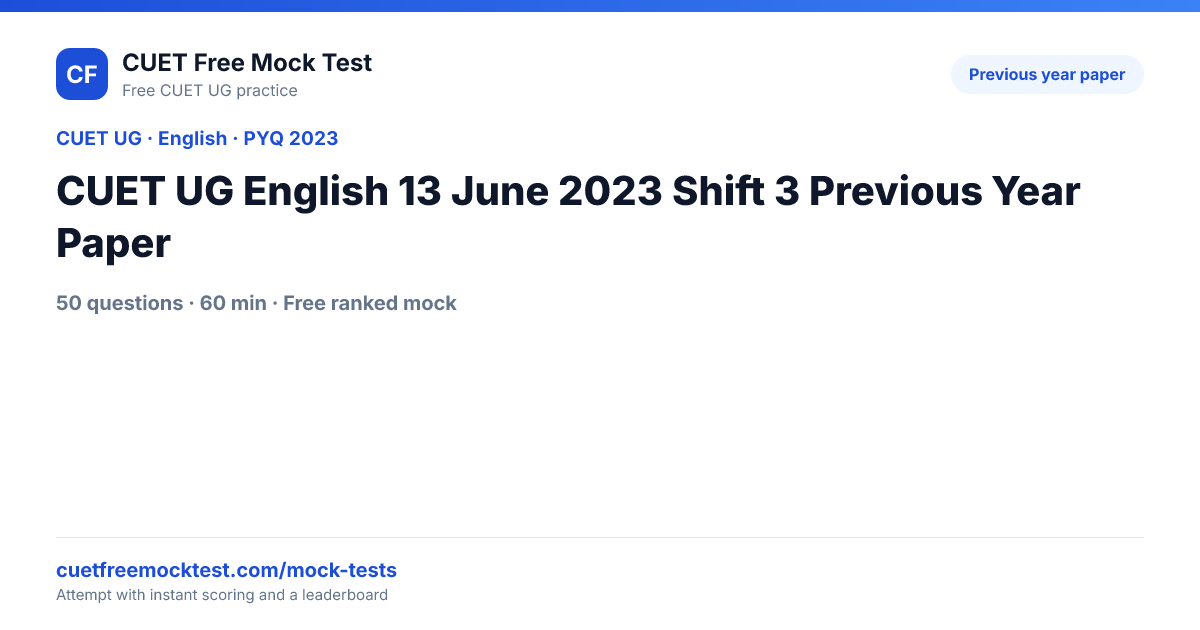 CF
CUET Free Mock Test
Free CUET UG practice
Previous year paper
CUET UG · English · PYQ 2023
CUET UG English 13 June 2023 Shift 3 Previous Year
Paper
50 questions · 60 min · Free ranked mock
cuetfreemocktest.com/mock-tests
Attempt with instant scoring and a leaderboard